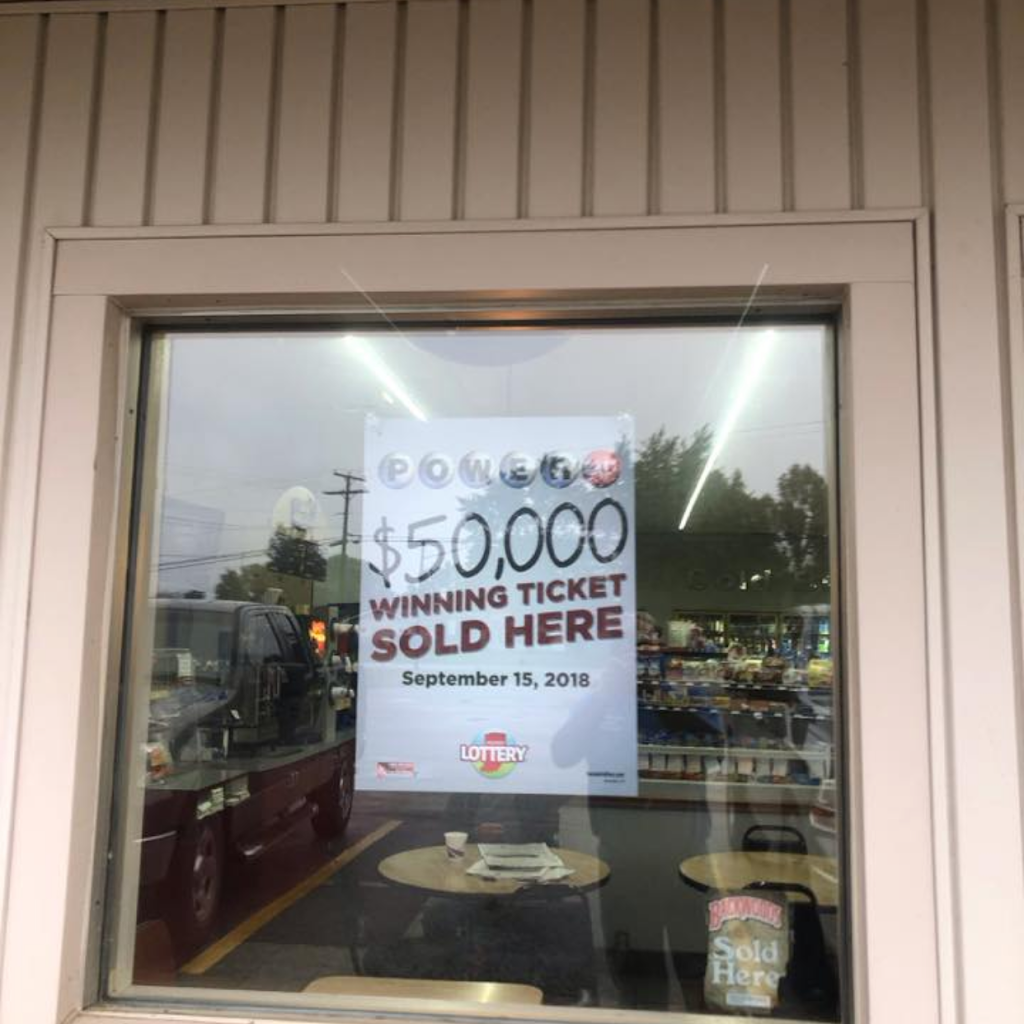 POWERBALL
$50,000
WINNING TICKET
SOLD HERE
September 15, 2018
LOTTERY
BACKWOODS
Sold
Here